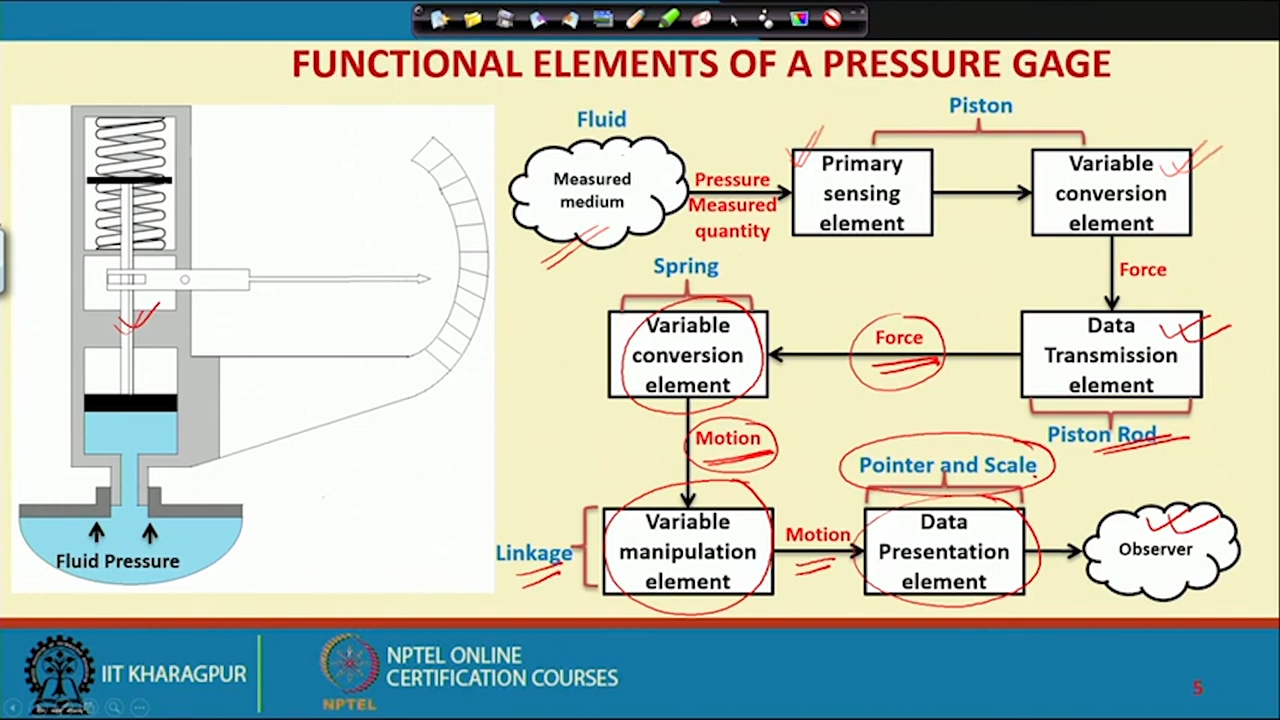 FUNCTIONAL ELEMENTS OF A PRESSURE GAGE
Fluid Pressure
Fluid
Measured
medium
Pressure
Measured
quantity
Piston
Primary
sensing
element
Variable
conversion
element
Force
Data
Transmission
element
Piston Rod
Force
Spring
Variable
conversion
element
Motion
Linkage
Variable
manipulation
element
Motion
Pointer and Scale
Data
Presentation
element
Observer
IIT KHARAGPUR
NPTEL
NPTEL ONLINE
CERTIFICATION COURSES
5